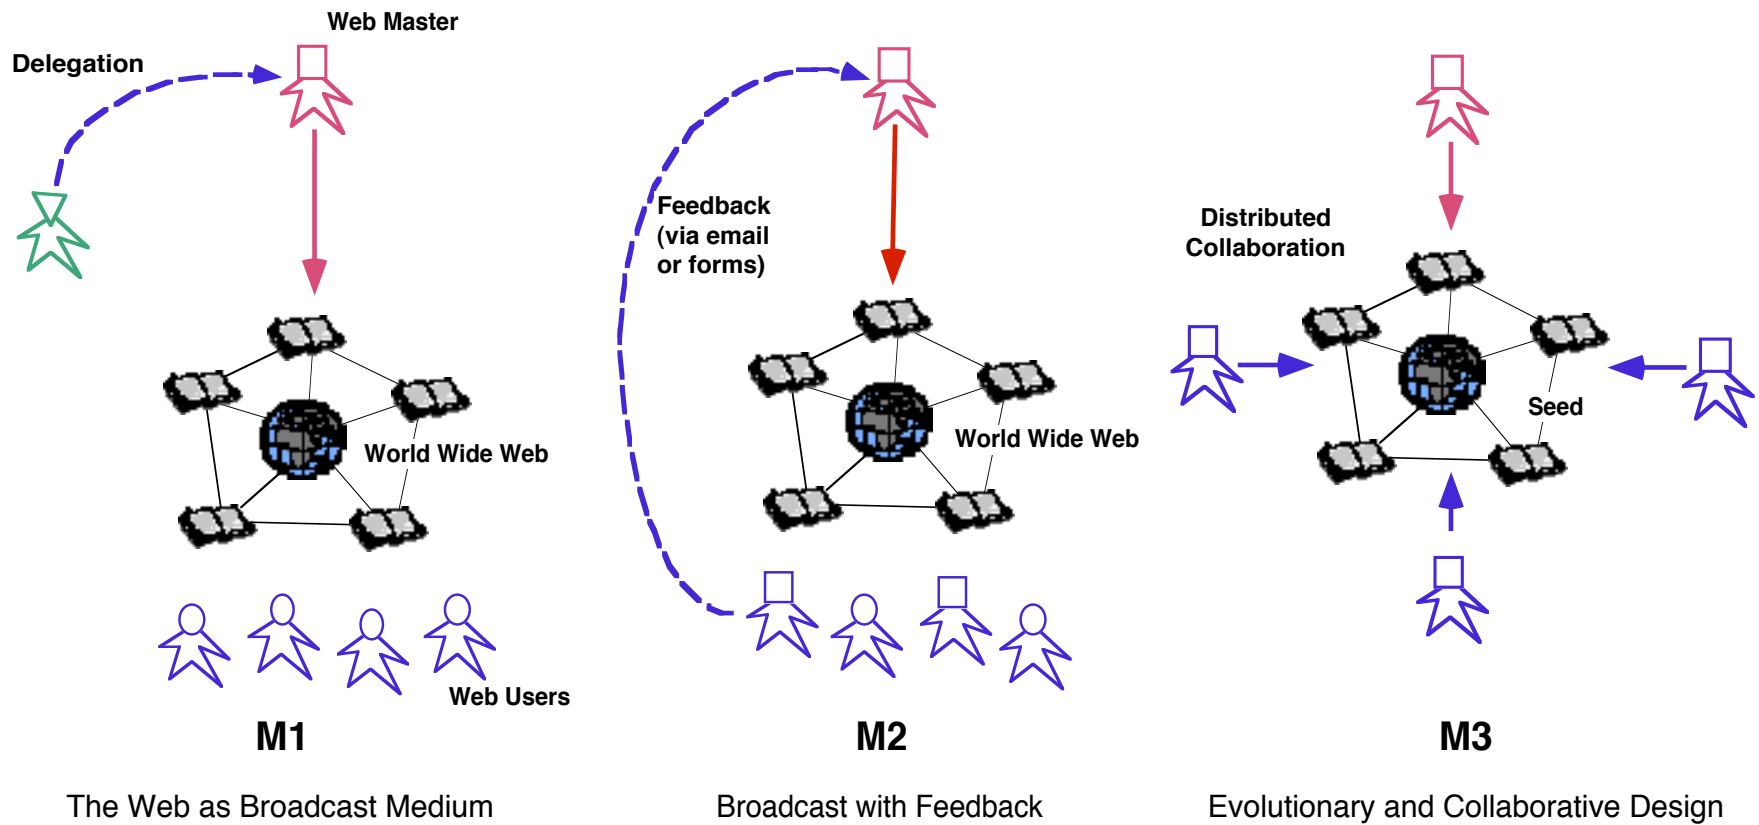 Web Master
Delegation
World Wide Web
Web Users
M1
The Web as Broadcast Medium
Feedback
(via email
or forms)
World Wide Web
M2
Broadcast with Feedback
Distributed
Collaboration
Seed
M3
Evolutionary and Collaborative Design